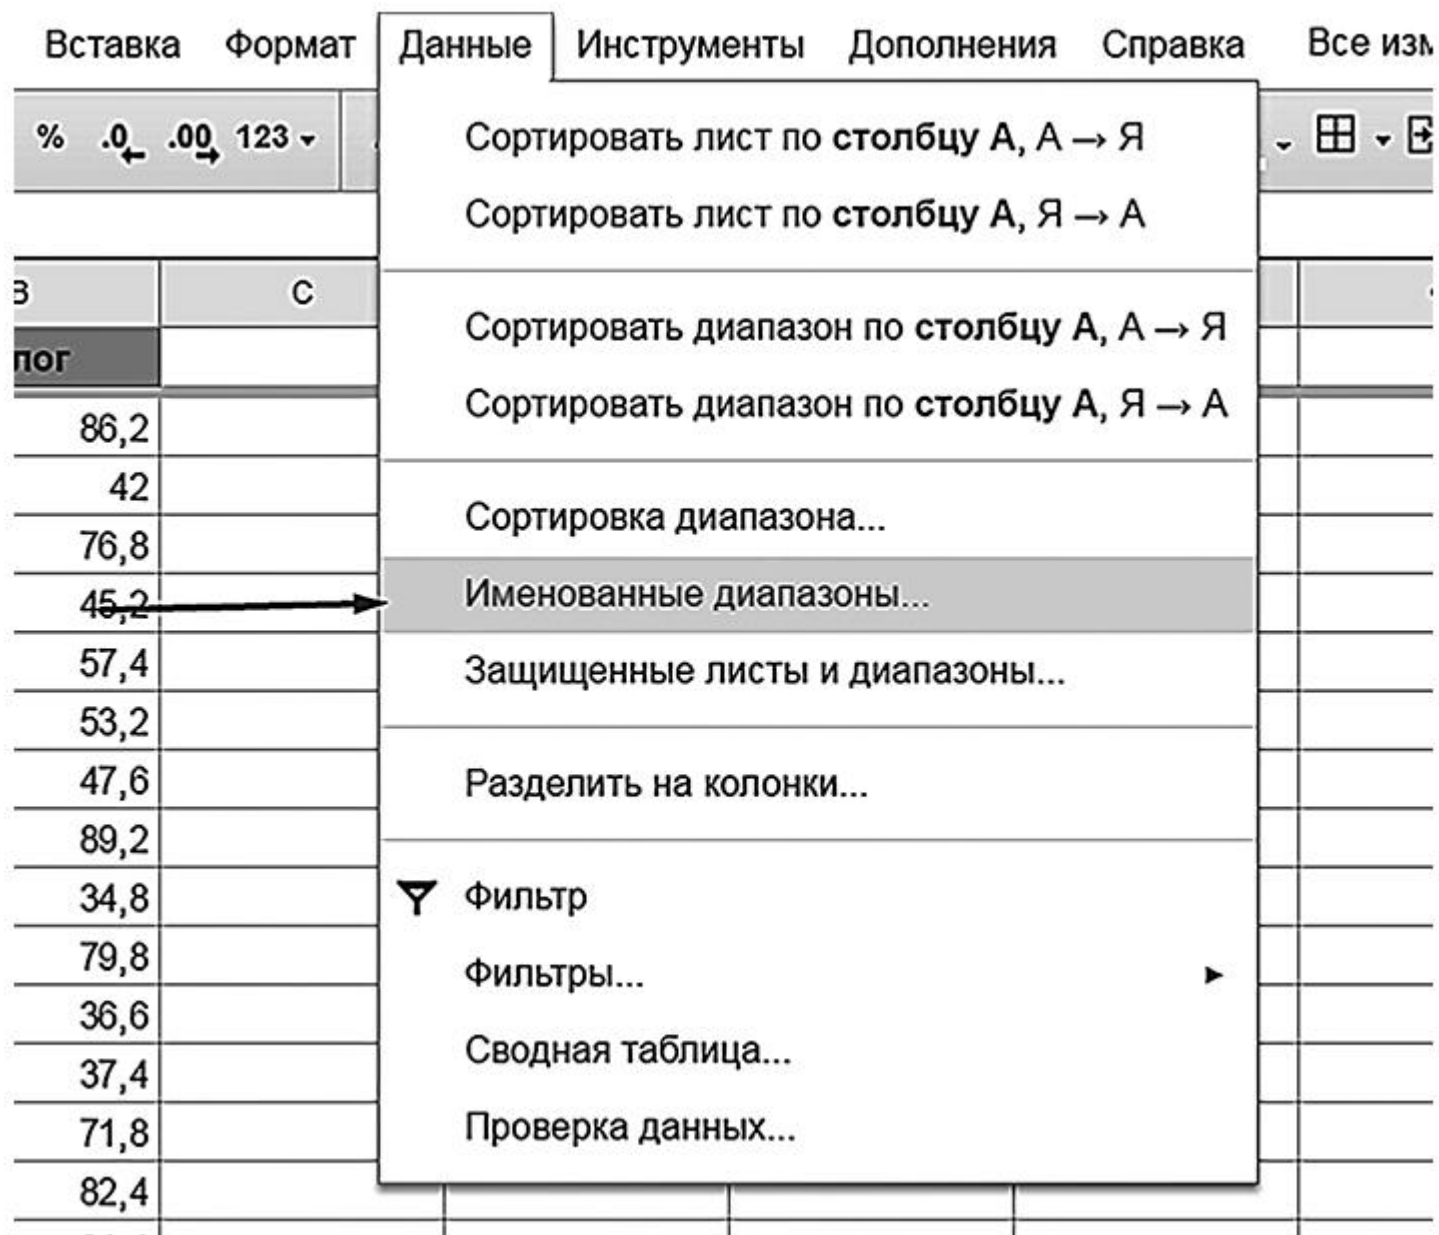 Вставка Формат Данные Инструменты Дополнения Справка Все изм
% .0 .00 123
Сортировать лист по столбцу А, А → Я
Сортировать лист по столбцу А, Я → А
B C
лог
Сортировать диапазон по столбцу А, А → Я
Сортировать диапазон по столбцу А, Я → А
Сортировка диапазона...
Именованные диапазоны...
Защищенные листы и диапазоны...
Разделить на колонки...
Фильтр
Фильтры...
Сводная таблица...
Проверка данных...
86,2
42
76,8
45,2
57,4
53,2
47,6
89,2
34,8
79,8
36,6
37,4
71,8
82,4